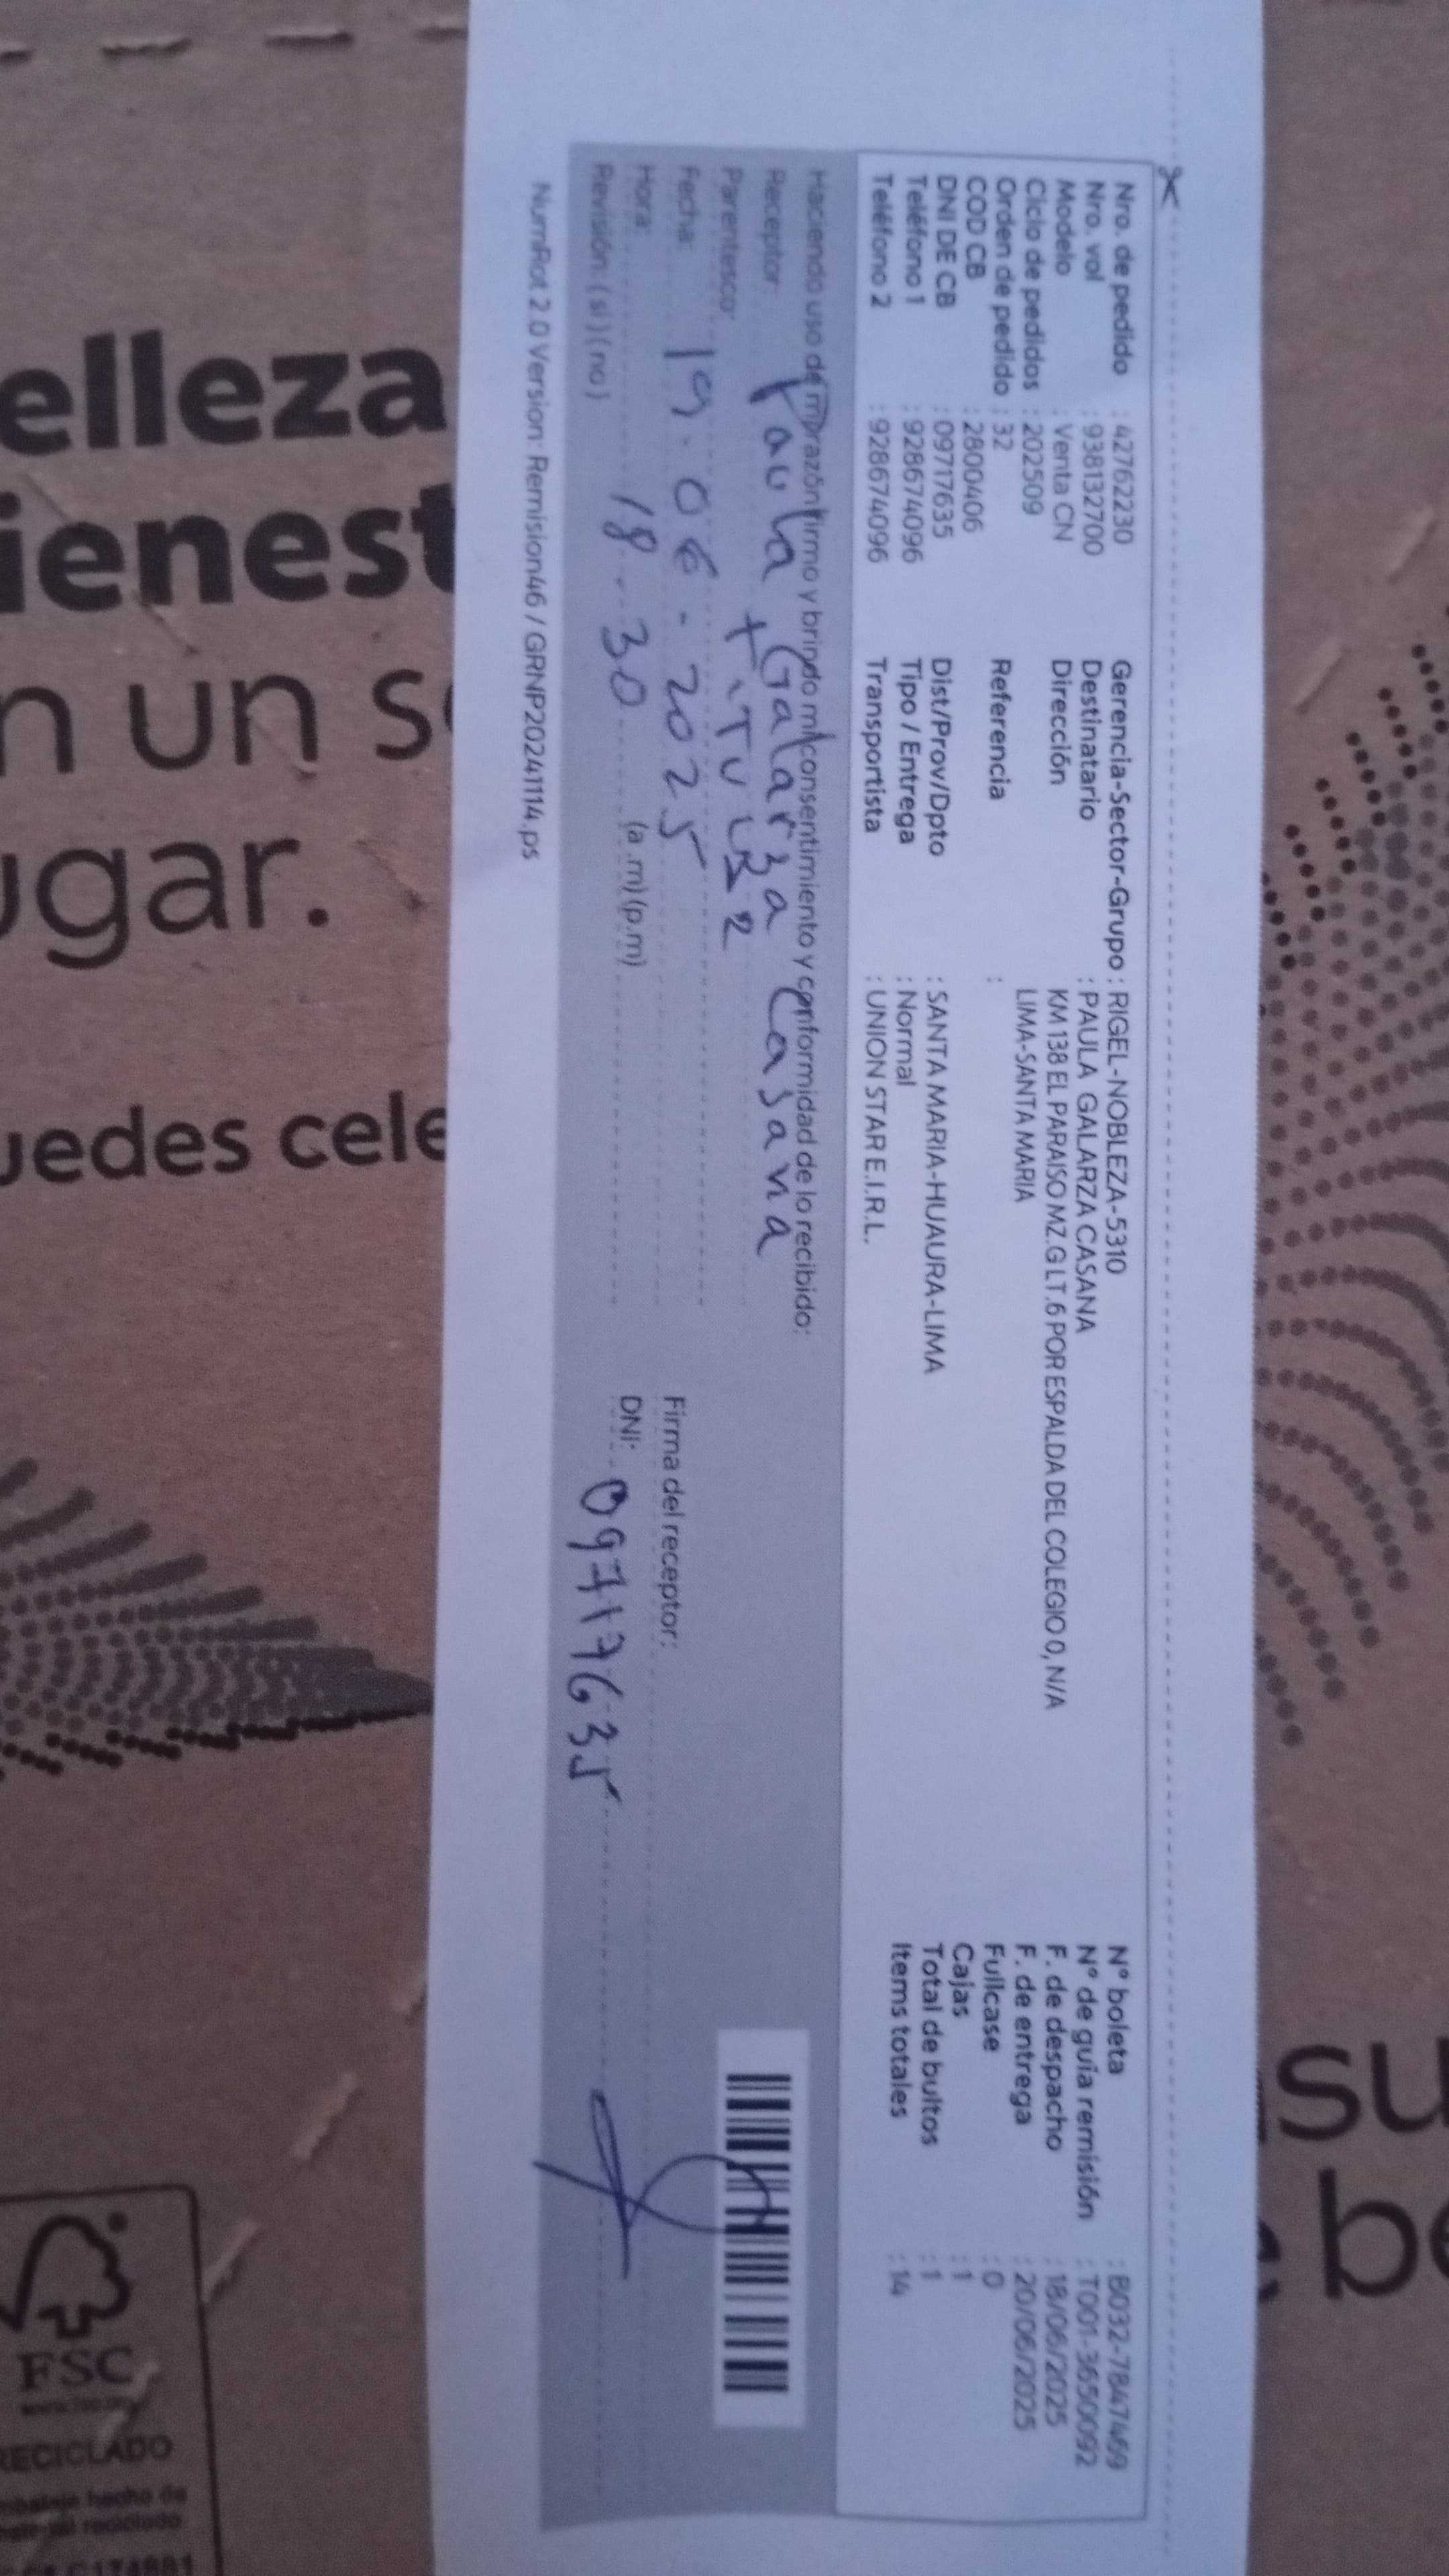 Nro. de pedido : 427622230
Nro. vol : 938132700
Modelo : Venta CN
Ciclo de pedidos : 202509
Orden de pedido : 32
COD CB : 2800406
DNI DE CB : 09717635
Teléfono 1 : 928674096
Teléfono 2 : 928674096
Gerencia-Sector-Grupo : RIGEL-NOBLEZA-5310
Destinatario : PAULA GALARZA CASANA
Dirección KM 138 EL PARAISO MZ.G LT.6 POR ESPALDA DEL COLEGIO 0, N/A
LIMA-SANTA MARIA
Referencia :
Dist/Prov/Dpto : SANTA MARIA-HUAURA-LIMA
Tipo / Entrega : Normal
Transportista : UNION STAR E.I.R.L.
N° boleta : B032-7847469
N° de guía remisión : T001-36500092
F. de despacho : 18/06/2025
F. de entrega : 20/06/2025
Fullcase : 0
Cajas : 1
Total de bultos : 1
Items totales : 14
Haciendo uso de mi razón firmo y brindo mi consentimiento y conformidad de lo recibido:
Receptor: Paula Galarza Casana
Parentesco:
Fecha: 19.06-2025
Hora: 18.30 (a.m) (p.m)
Revisión: (si) (no)
Firma del receptor:
DNI: 09717635
NumRot 2.0 Version: Remision46 / GRNP20241114.ps
elleza
ienest
n un s
ugar.
uedes cele
su
be
FSC
RECICLADO